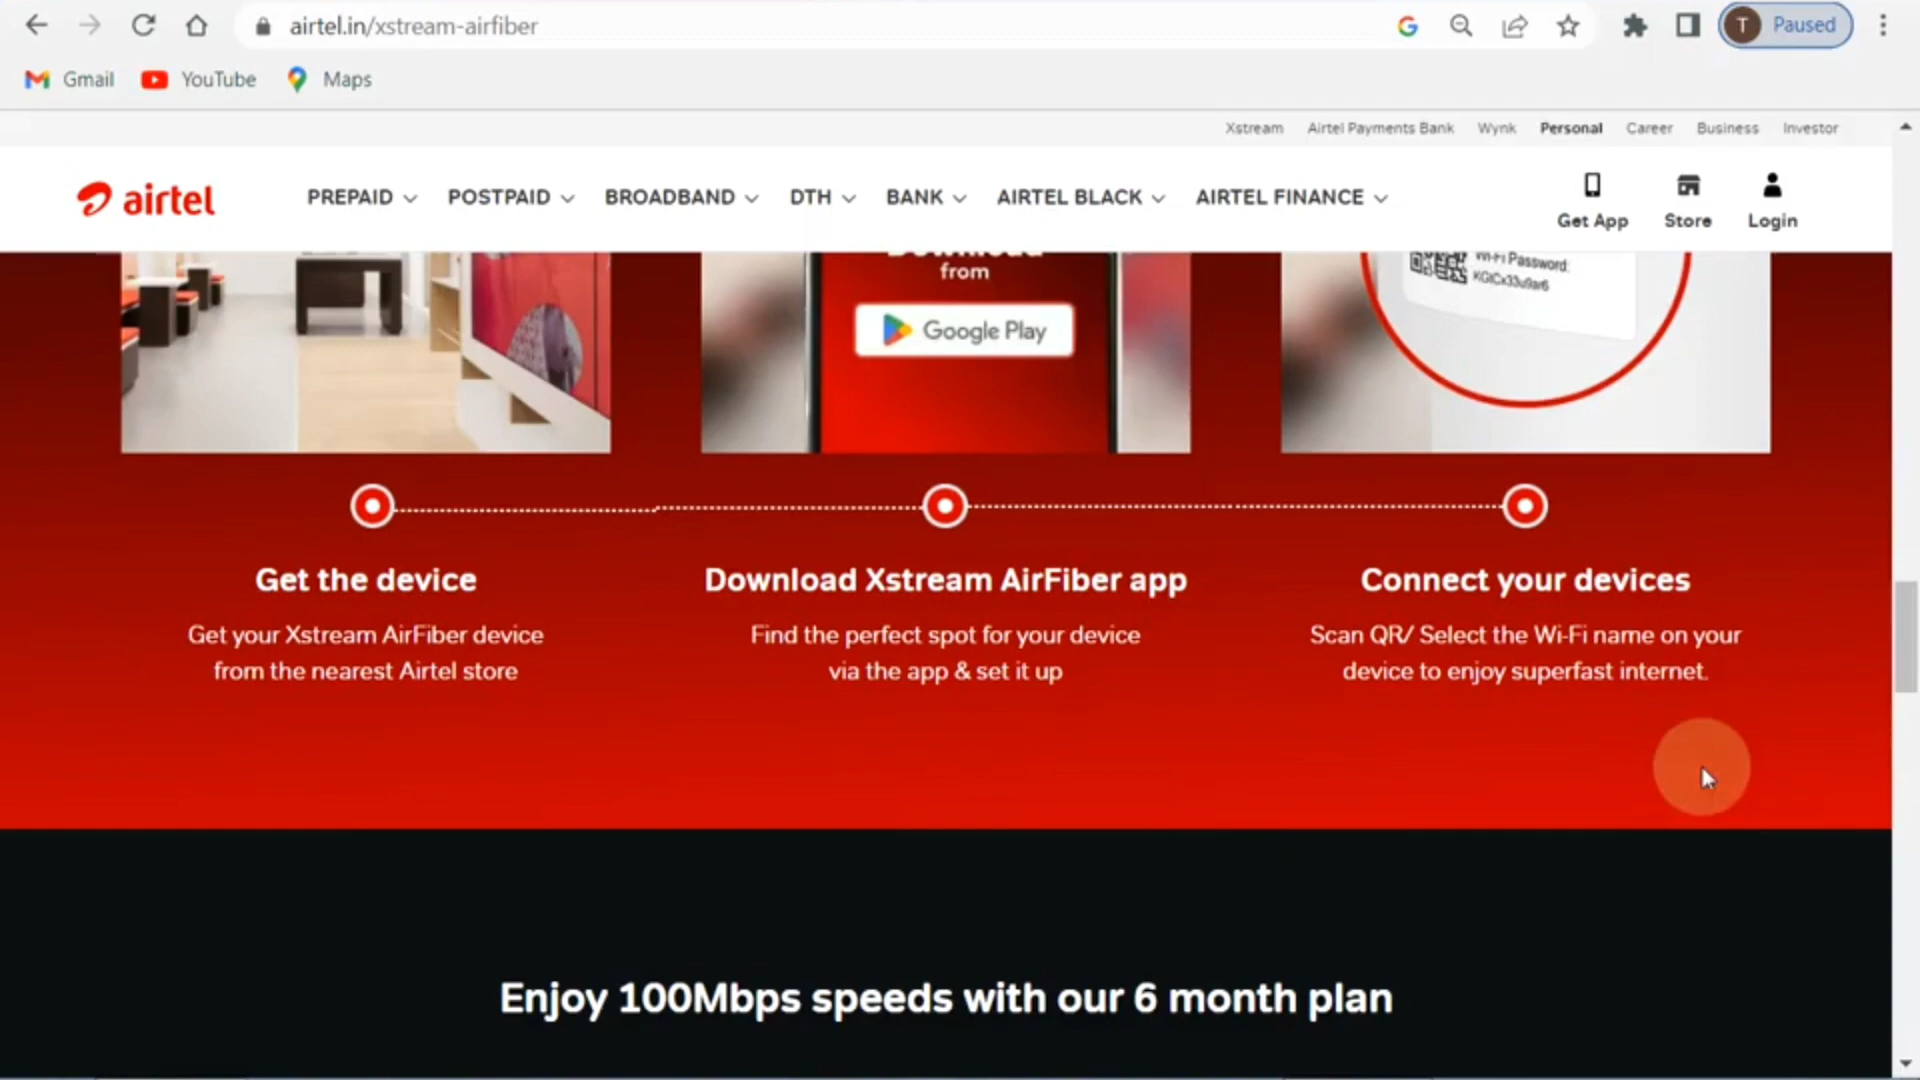 airtel.in/xstream-airfiber
T Paused
Gmail YouTube Maps
Xstream Airtel Payments Bank Wynk Personal Career Business Investor
airtel PREPAID POSTPAID BROADBAND DTH BANK AIRTEL BLACK AIRTEL FINANCE Get App Store Login
from
Google Play
Wi-Fi Password:
Get the device
Get your Xstream AirFiber device
from the nearest Airtel store
Download Xstream AirFiber app
Find the perfect spot for your device
via the app & set it up
Connect your devices
Scan QR/ Select the Wi-Fi name on your
device to enjoy superfast internet.
Enjoy 100Mbps speeds with our 6 month plan